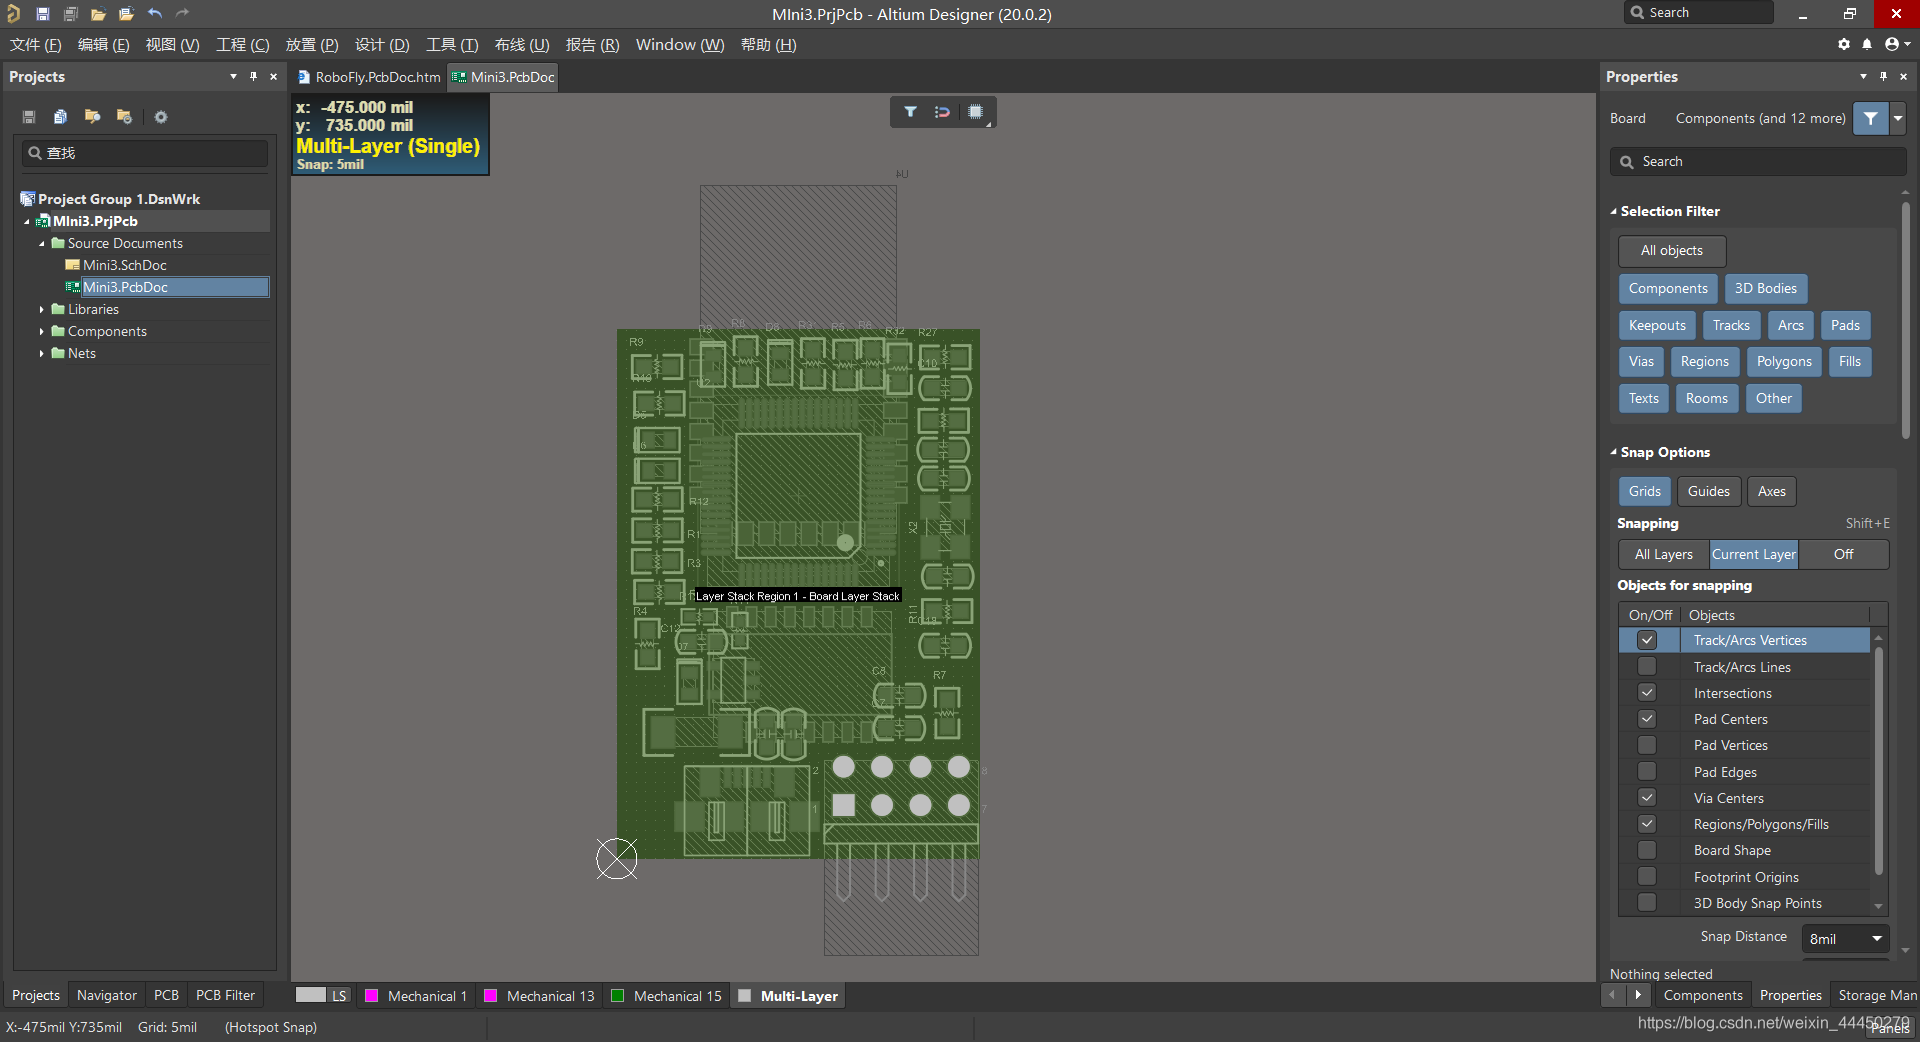 MIni3.PrjPcb - Altium Designer (20.0.2)
Search
文件 (F) 编辑 (E) 视图 (V) 工程 (C) 放置 (P) 设计 (D) 工具 (T) 布线 (U) 报告 (R) Window (W) 帮助 (H)
Projects
RoboFly.PcbDoc.htm
Mini3.PcbDoc
Properties
x: -475.000 mil
y: 735.000 mil
Multi-Layer (Single)
Snap: 5mil
Board
Components (and 12 more)
查找
Search
Project Group 1.DsnWrk
MIni3.PrjPcb
Source Documents
Mini3.SchDoc
Mini3.PcbDoc
Libraries
Components
Nets
Selection Filter
All objects
Components 3D Bodies
Keepouts Tracks Arcs Pads
Vias Regions Polygons Fills
Texts Rooms Other
Snap Options
Grids Guides Axes
Snapping Shift+E
All Layers Current Layer Off
Objects for snapping
On/Off Objects
Track/Arcs Vertices
Track/Arcs Lines
Intersections
Pad Centers
Pad Vertices
Pad Edges
Via Centers
Regions/Polygons/Fills
Board Shape
Footprint Origins
3D Body Snap Points
Snap Distance 8mil
Nothing selected
U4
R9
R27
R12
X2
R3
Layer Stack Region 1 - Board Layer Stack
R4
R11
R7
2
1
8
7
Projects Navigator PCB PCB Filter
LS Mechanical 1 Mechanical 13 Mechanical 15 Multi-Layer
Components Properties Storage Man
X:-475mil Y:735mil Grid: 5mil (Hotspot Snap)
https://blog.csdn.net/weixin_44450279
Panels